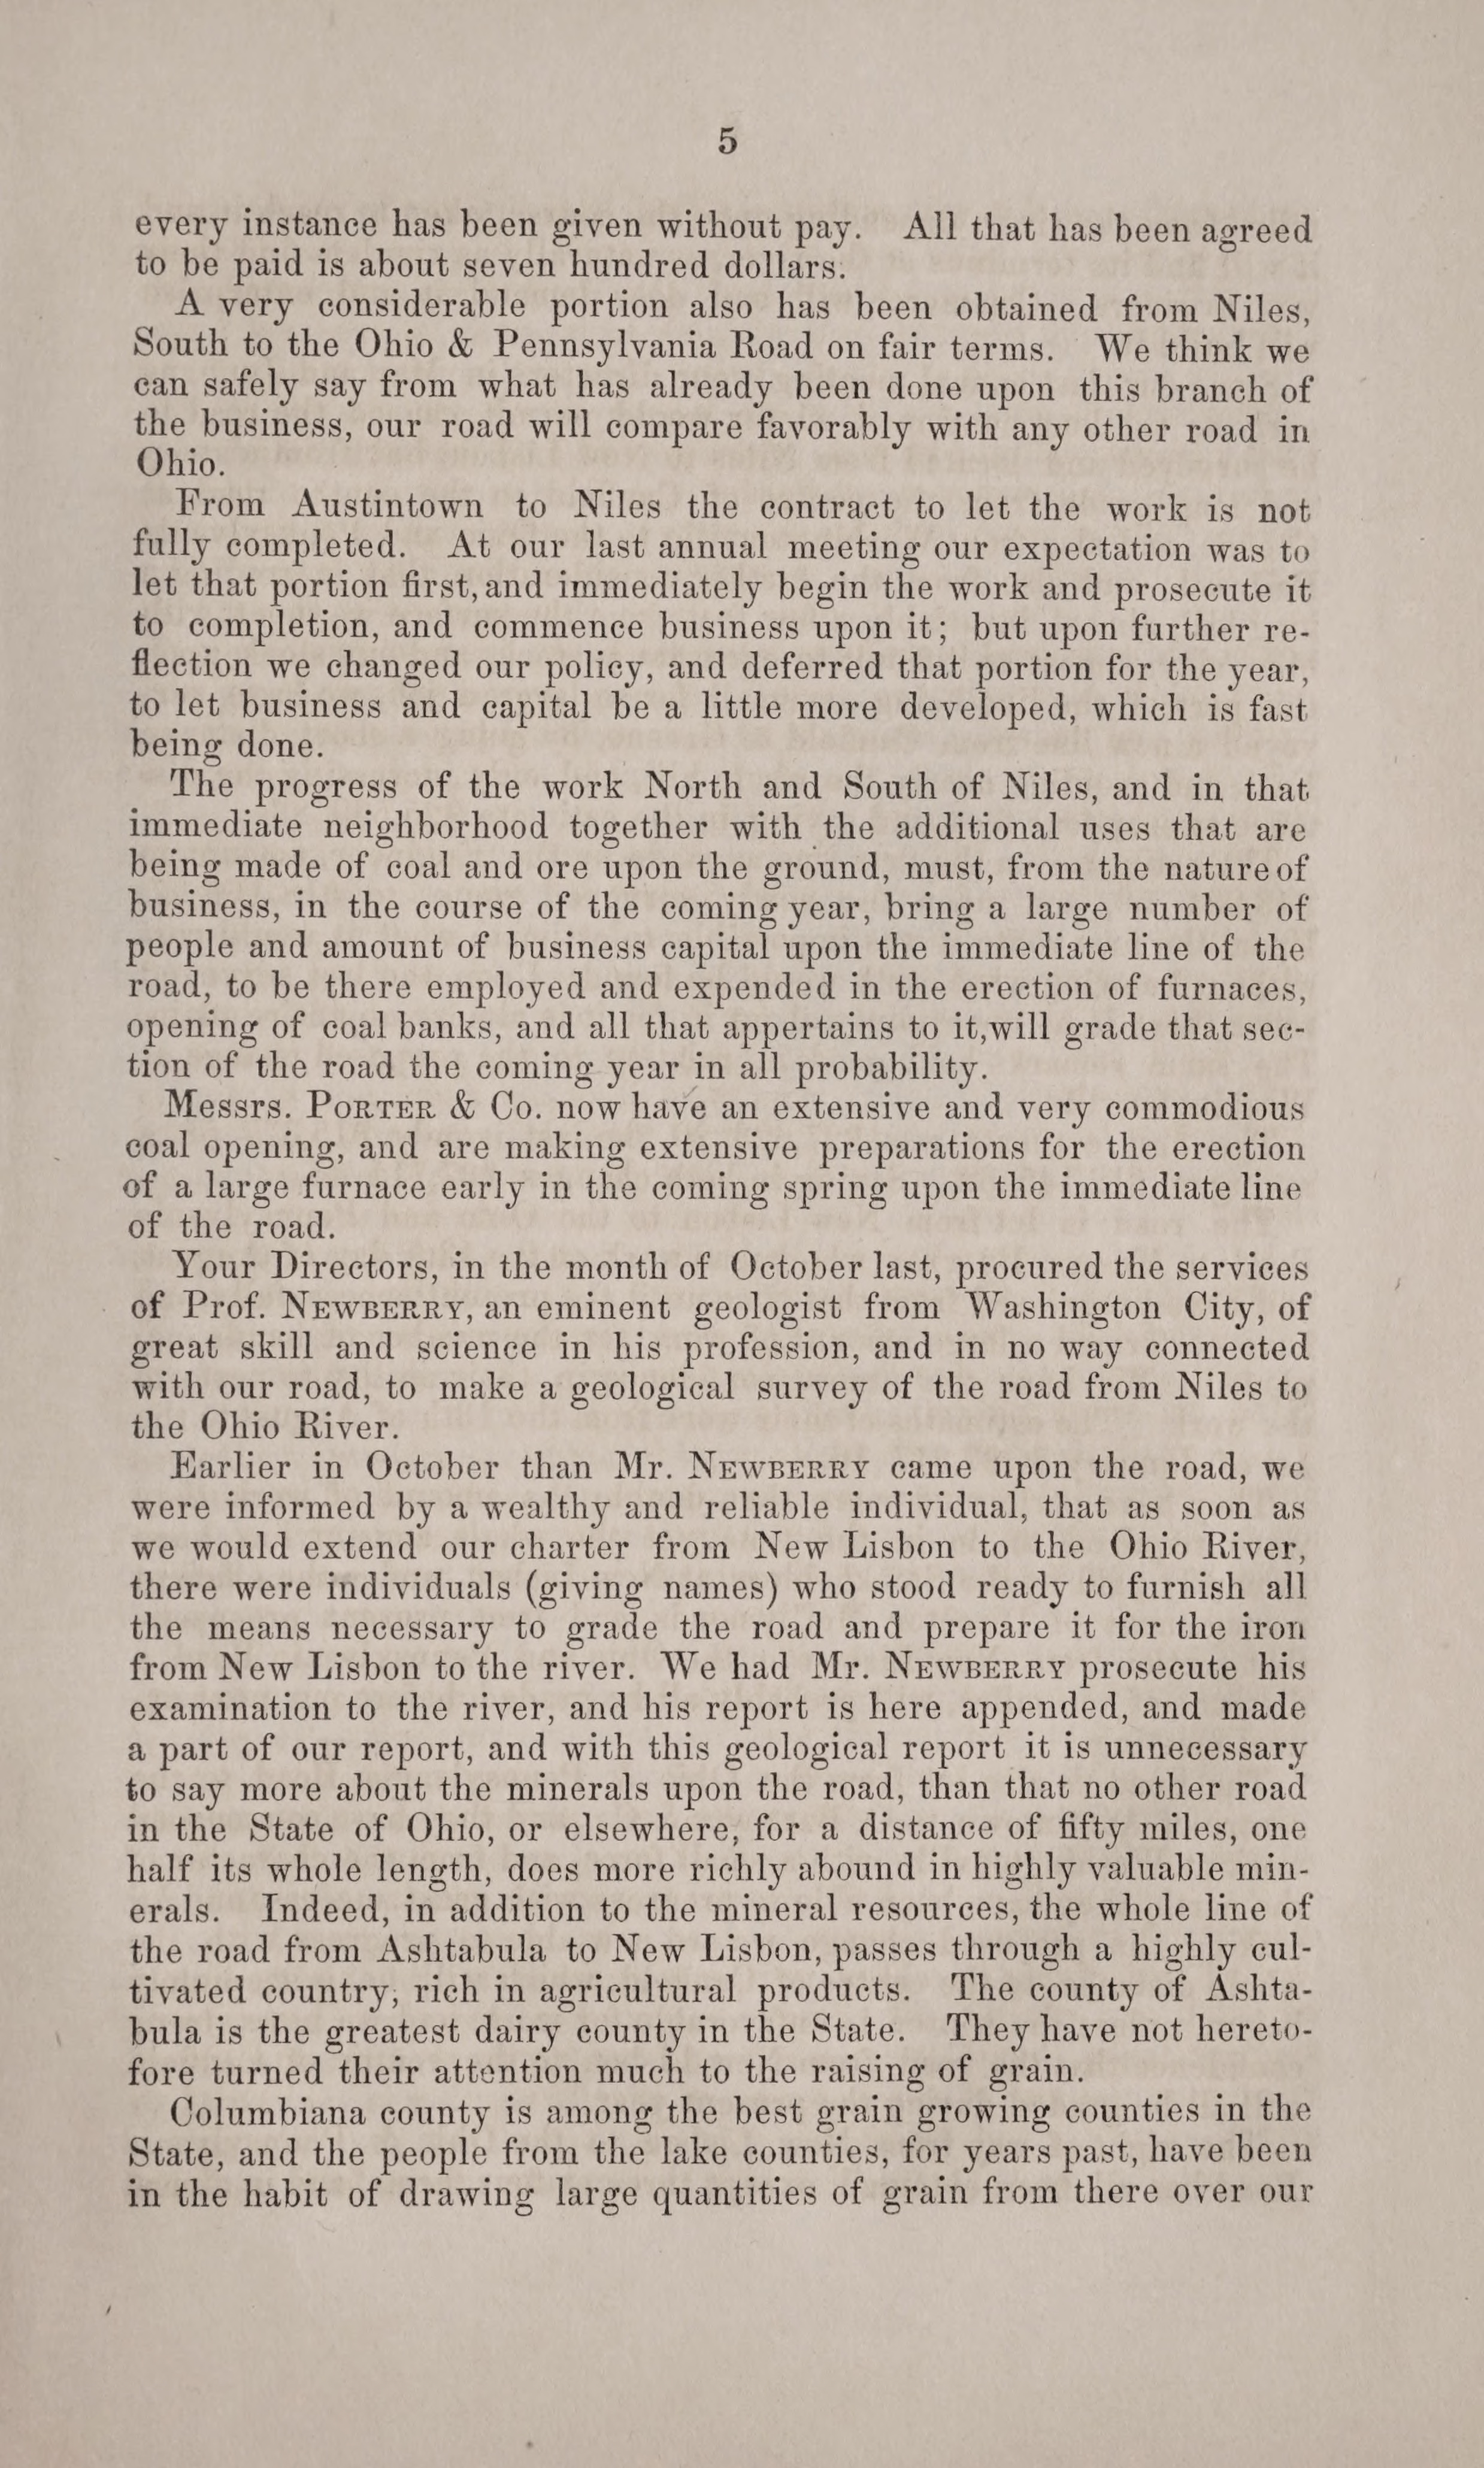 5
every instance has been given without pay. All that has been agreed
to be paid is about seven hundred dollars.
A very considerable portion also has been obtained from Niles,
South to the Ohio & Pennsylvania Road on fair terms. We think we
can safely say from what has already been done upon this branch of
the business, our road will compare favorably with any other road in
Ohio.
From Austintown to Niles the contract to let the work is not
fully completed. At our last annual meeting our expectation was to
let that portion first, and immediately begin the work and prosecute it
to completion, and commence business upon it; but upon further re-
flection we changed our policy, and deferred that portion for the year,
to let business and capital be a little more developed, which is fast
being done.
The progress of the work North and South of Niles, and in that
immediate neighborhood together with the additional uses that are
being made of coal and ore upon the ground, must, from the nature of
business, in the course of the coming year, bring a large number of
people and amount of business capital upon the immediate line of the
road, to be there employed and expended in the erection of furnaces,
opening of coal banks, and all that appertains to it,will grade that sec-
tion of the road the coming year in all probability.
Messrs. PORTER & Co. now have an extensive and very commodious
coal opening, and are making extensive preparations for the erection
of a large furnace early in the coming spring upon the immediate line
of the road.
Your Directors, in the month of October last, procured the services
of Prof. NEWBERRY, an eminent geologist from Washington City, of
great skill and science in his profession, and in no way connected
with our road, to make a geological survey of the road from Niles to
the Ohio River.
Earlier in October than Mr. NEWBERRY came upon the road, we
were informed by a wealthy and reliable individual, that as soon as
we would extend our charter from New Lisbon to the Ohio River,
there were individuals (giving names) who stood ready to furnish all
the means necessary to grade the road and prepare it for the iron
from New Lisbon to the river. We had Mr. NEWBERRY prosecute his
examination to the river, and his report is here appended, and made
a part of our report, and with this geological report it is unnecessary
to say more about the minerals upon the road, than that no other road
in the State of Ohio, or elsewhere, for a distance of fifty miles, one
half its whole length, does more richly abound in highly valuable min-
erals. Indeed, in addition to the mineral resources, the whole line of
the road from Ashtabula to New Lisbon, passes through a highly cul-
tivated country, rich in agricultural products. The county of Ashta-
bula is the greatest dairy county in the State. They have not hereto-
fore turned their attention much to the raising of grain.
Columbiana county is among the best grain growing counties in the
State, and the people from the lake counties, for years past, have been
in the habit of drawing large quantities of grain from there over our